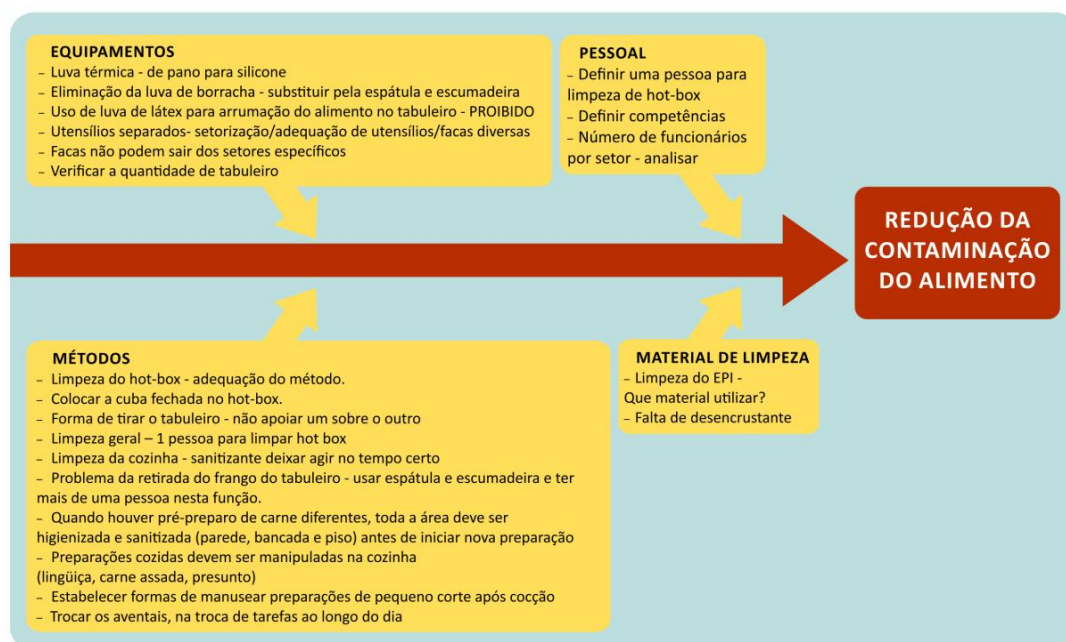 EQUIPAMENTOS
– Luva térmica - de pano para silicone
– Eliminação da luva de borracha - substituir pela espátula e escumadeira
– Uso de luva de látex para arrumação do alimento no tabuleiro - PROIBIDO
– Utensílios separados- setorização/adequação de utensílios/facas diversas
– Facas não podem sair dos setores específicos
– Verificar a quantidade de tabuleiro
PESSOAL
– Definir uma pessoa para
limpeza de hot-box
– Definir competências
– Número de funcionários
por setor - analisar
REDUÇÃO DA
CONTAMINAÇÃO
DO ALIMENTO
MÉTODOS
– Limpeza do hot-box - adequação do método.
– Colocar a cuba fechada no hot-box.
– Forma de tirar o tabuleiro - não apoiar um sobre o outro
– Limpeza geral – 1 pessoa para limpar hot box
– Limpeza da cozinha - sanitizante deixar agir no tempo certo
– Problema da retirada do frango do tabuleiro - usar espátula e escumadeira e ter
mais de uma pessoa nesta função.
– Quando houver pré-preparo de carne diferentes, toda a área deve ser
higienizada e sanitizada (parede, bancada e piso) antes de iniciar nova preparação
– Preparações cozidas devem ser manipuladas na cozinha
(lingüiça, carne assada, presunto)
– Estabelecer formas de manusear preparações de pequeno corte após cocção
– Trocar os aventais, na troca de tarefas ao longo do dia
MATERIAL DE LIMPEZA
– Limpeza do EPI -
Que material utilizar?
– Falta de desencrustante